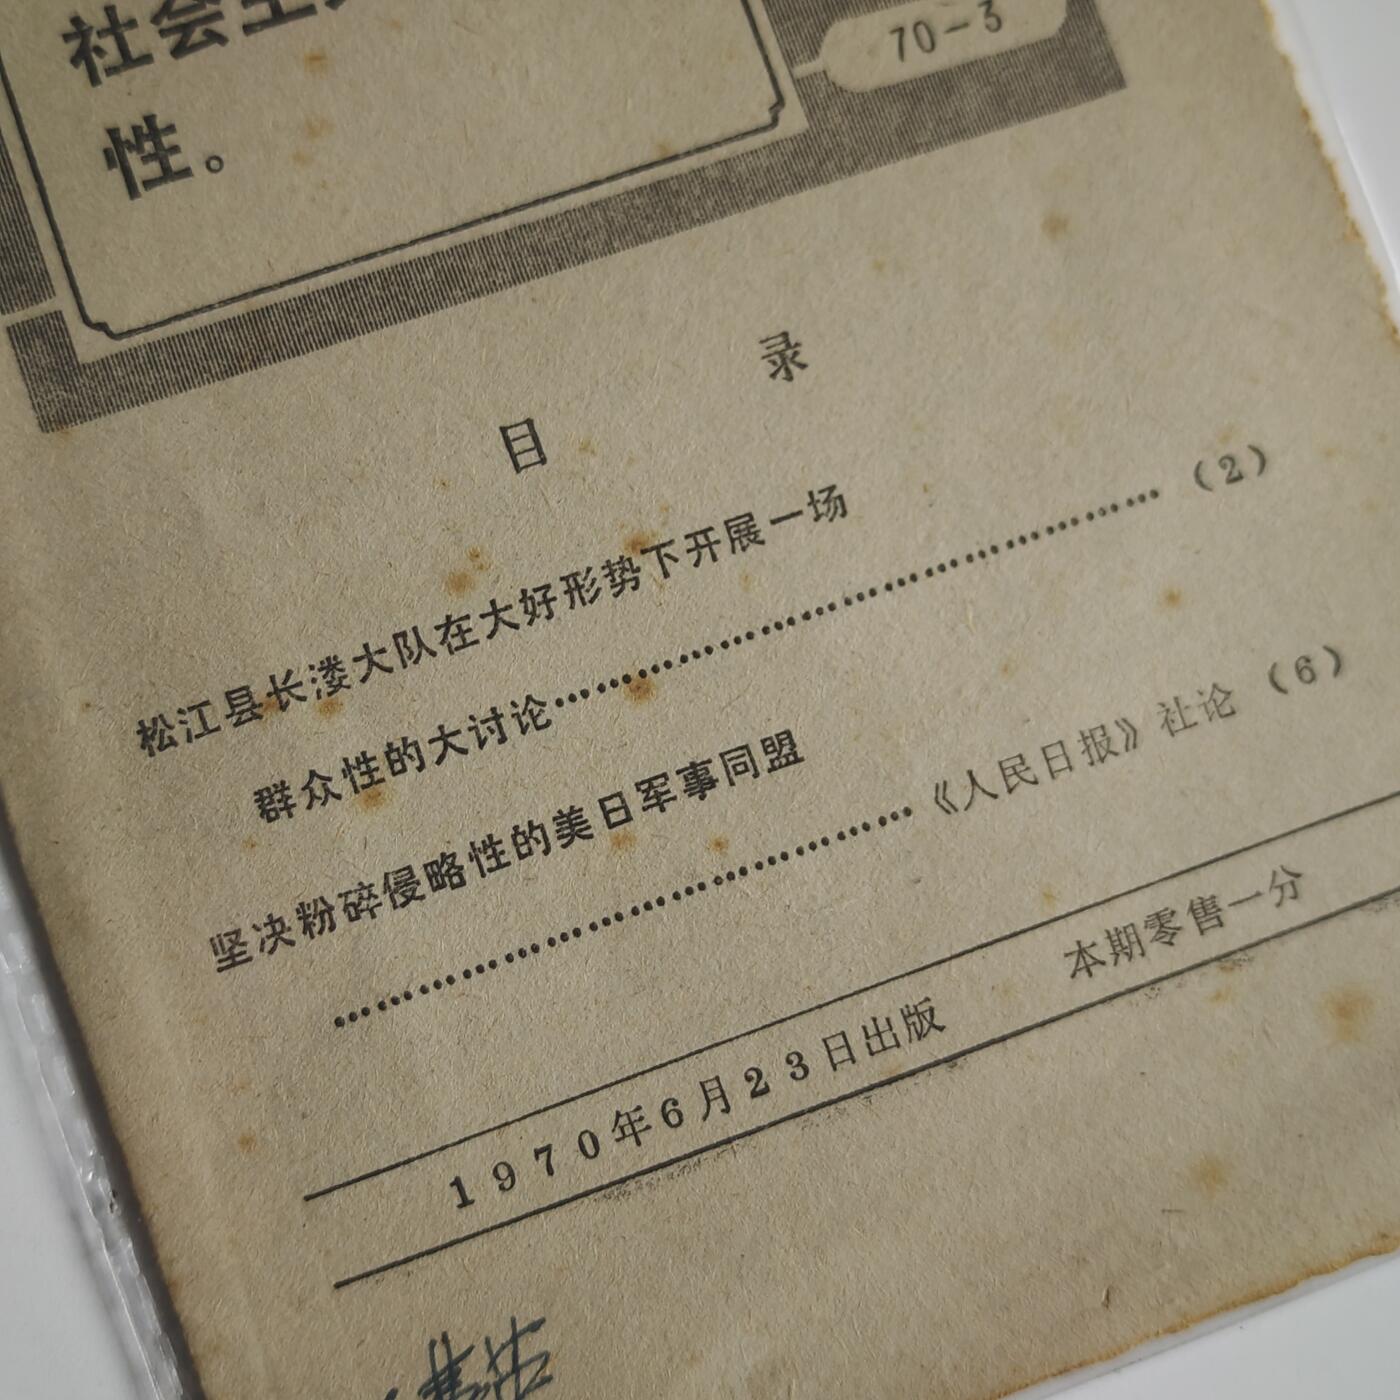 社会主
70-3
性。
目录
松江县长溇大队在大好形势下开展一场
群众性的大讨论……………………………（2）
坚决粉碎侵略性的美日军事同盟
……………………………《人民日报》社论（6）
1970年6月23日出版 本期零售一分